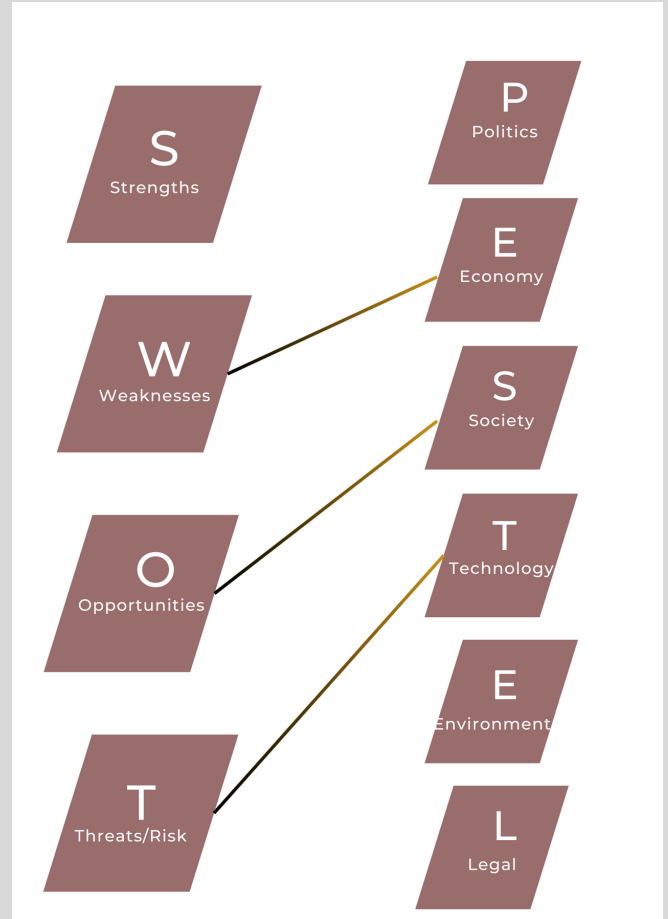 S
Strengths
W
Weaknesses
O
Opportunities
T
Threats/Risk
P
Politics
E
Economy
S
Society
T
Technology
E
Environment
L
Legal